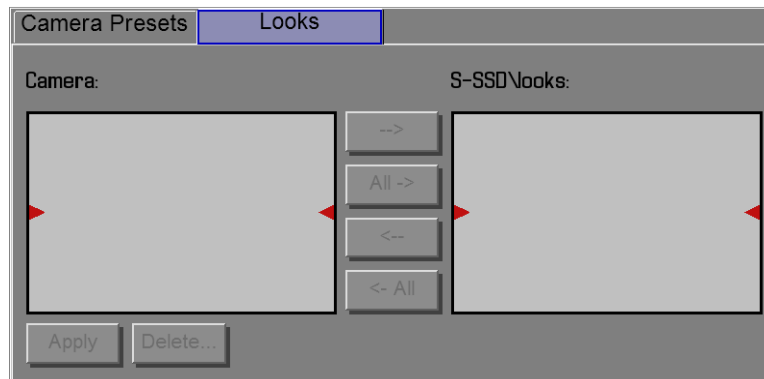 Camera Presets Looks
Camera: S-SSD\looks:
-->
All ->
<--
<- All
Apply Delete...